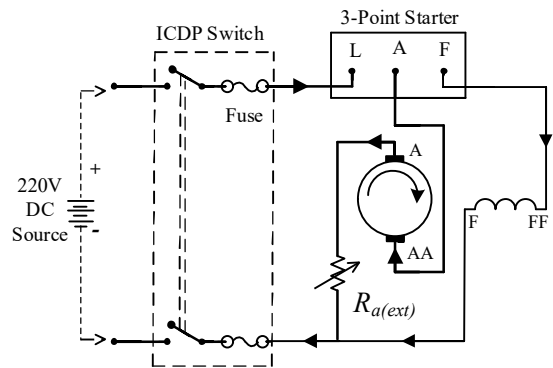 3-Point Starter
ICDP Switch
L A F
Fuse
+
220V
DC
Source
-
A
AA
F FF
Ra(ext)